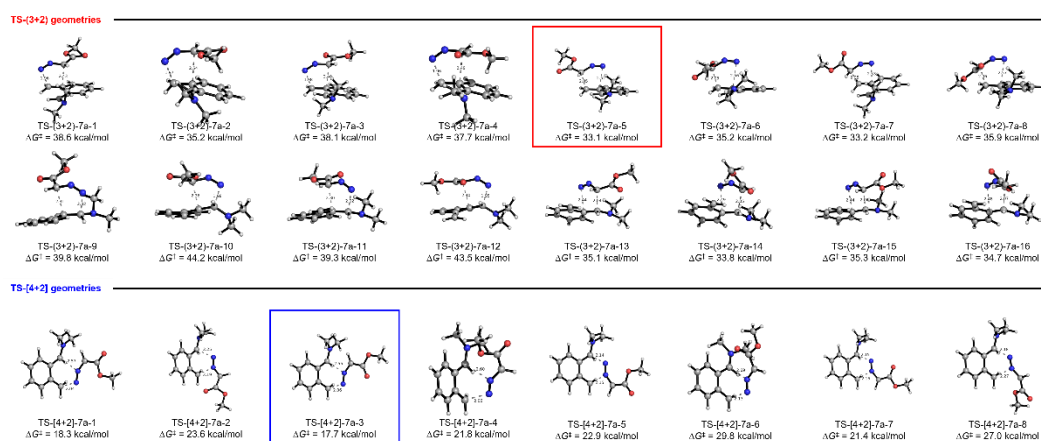 TS-(3+2) geometries
TS-(3+2)-7a-1 TS-(3+2)-7a-2 TS-(3+2)-7a-3 TS-(3+2)-7a-4 TS-(3+2)-7a-5 TS-(3+2)-7a-6 TS-(3+2)-7a-7 TS-(3+2)-7a-8
ΔG‡ = 38.6 kcal/mol ΔG‡ = 35.2 kcal/mol ΔG‡ = 38.1 kcal/mol ΔG‡ = 37.7 kcal/mol ΔG‡ = 33.1 kcal/mol ΔG‡ = 35.2 kcal/mol ΔG‡ = 33.2 kcal/mol ΔG‡ = 35.9 kcal/mol
TS-(3+2)-7a-9 TS-(3+2)-7a-10 TS-(3+2)-7a-11 TS-(3+2)-7a-12 TS-(3+2)-7a-13 TS-(3+2)-7a-14 TS-(3+2)-7a-15 TS-(3+2)-7a-16
ΔG‡ = 39.8 kcal/mol ΔG‡ = 44.2 kcal/mol ΔG‡ = 39.3 kcal/mol ΔG‡ = 43.5 kcal/mol ΔG‡ = 35.1 kcal/mol ΔG‡ = 33.8 kcal/mol ΔG‡ = 35.3 kcal/mol ΔG‡ = 34.7 kcal/mol
TS-[4+2] geometries
TS-[4+2]-7a-1 TS-[4+2]-7a-2 TS-[4+2]-7a-3 TS-[4+2]-7a-4 TS-[4+2]-7a-5 TS-[4+2]-7a-6 TS-[4+2]-7a-7 TS-[4+2]-7a-8
ΔG‡ = 18.3 kcal/mol ΔG‡ = 23.6 kcal/mol ΔG‡ = 17.7 kcal/mol ΔG‡ = 21.8 kcal/mol ΔG‡ = 22.9 kcal/mol ΔG‡ = 29.8 kcal/mol ΔG‡ = 21.4 kcal/mol ΔG‡ = 27.0 kcal/mol